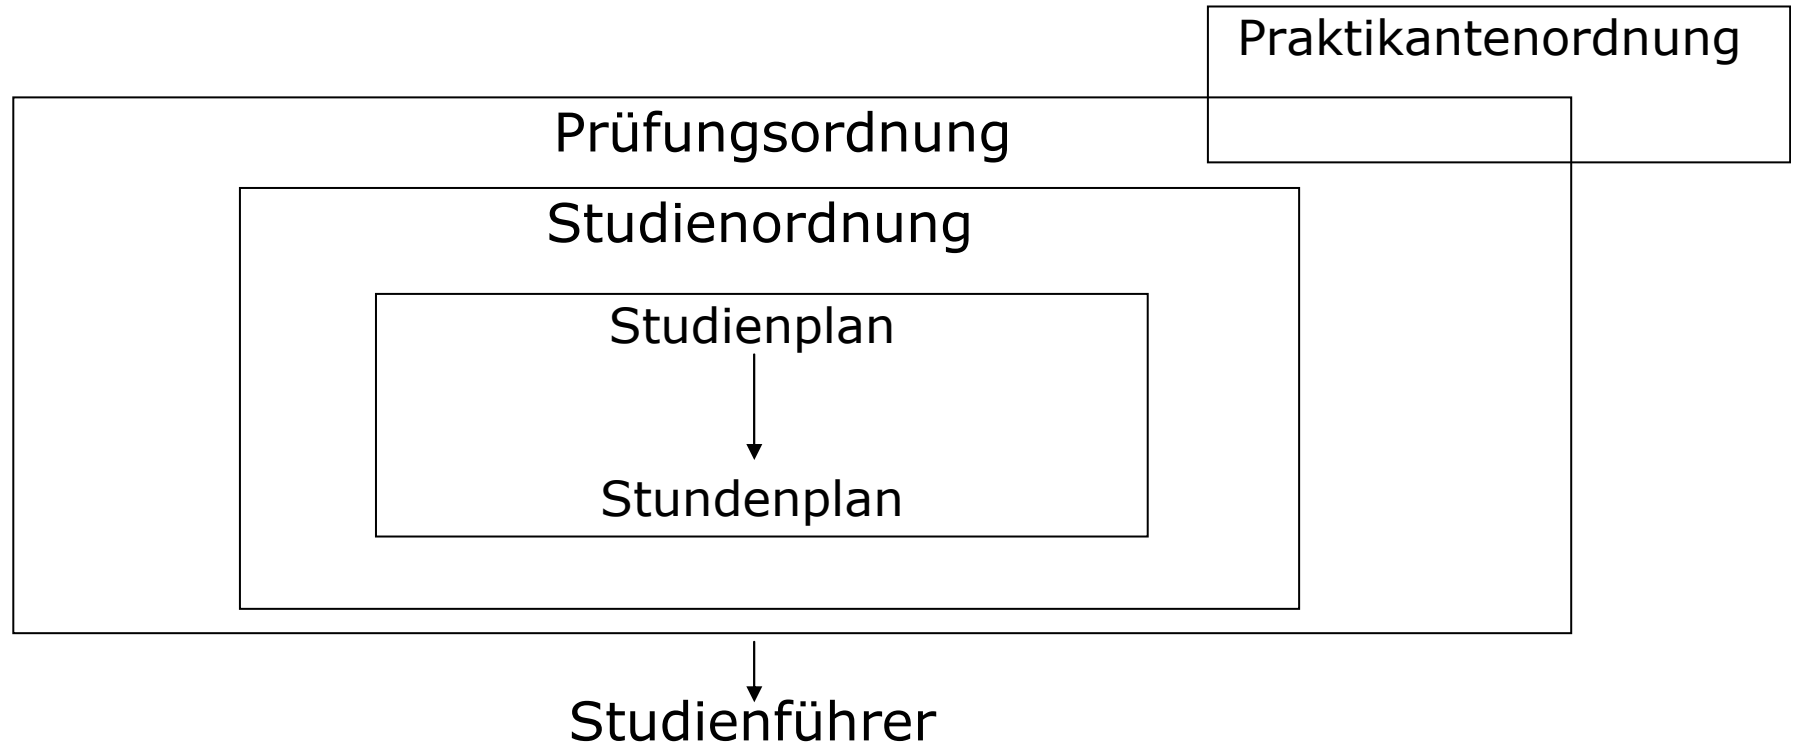 Praktikantenordnung
Prüfungsordnung
Studienordnung
Studienplan
Stundenplan
Studienführer